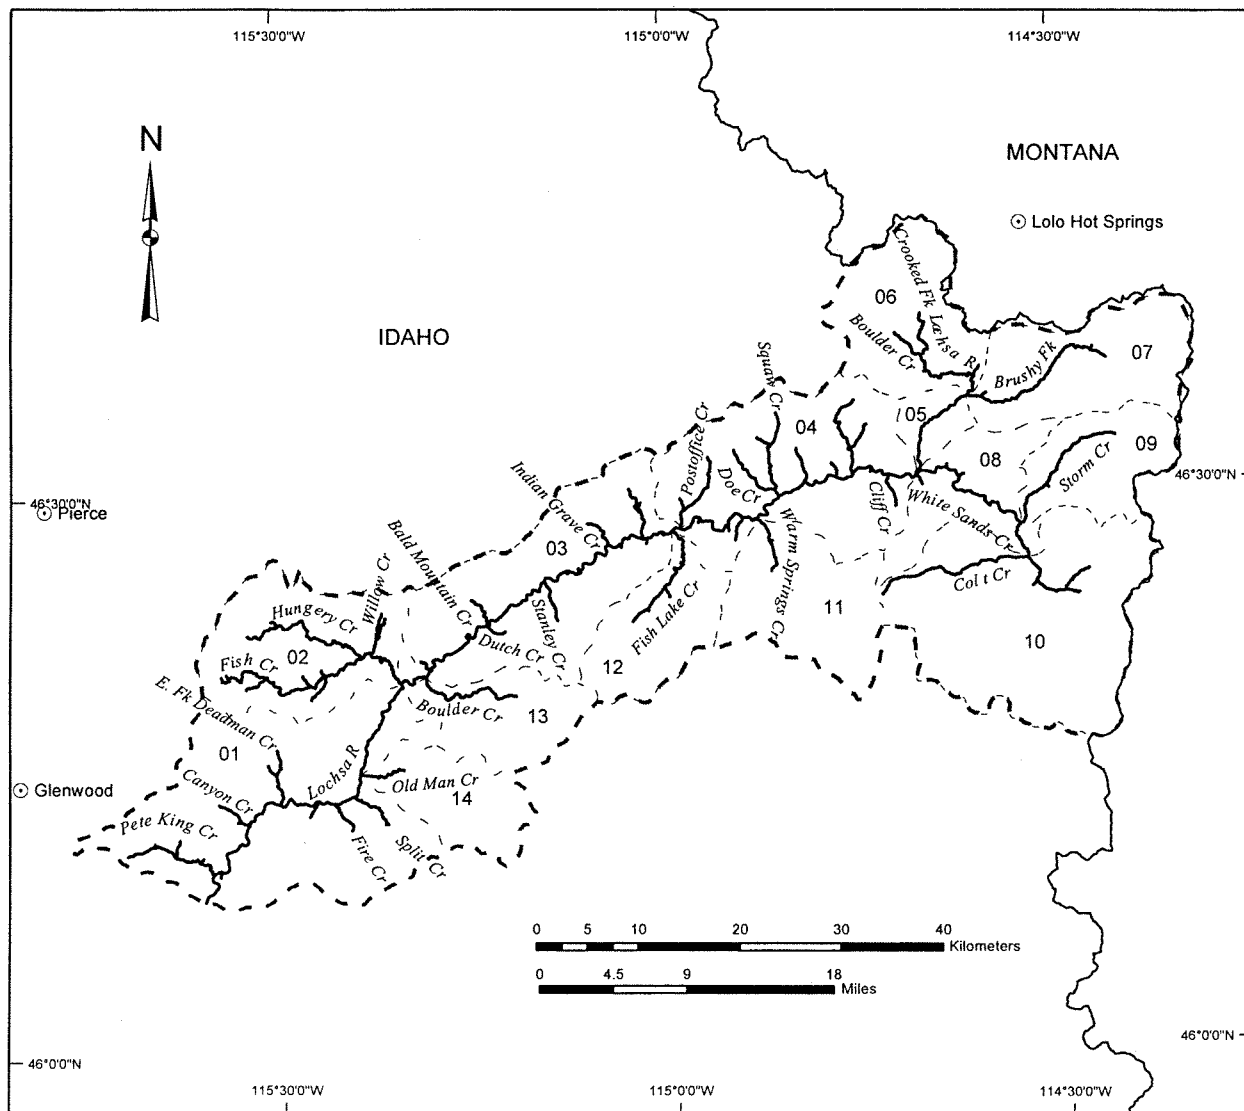 115°30'0"W
115°0'0"W
114°30'0"W
N
MONTANA
Lolo Hot Springs
IDAHO
Crooked Fk Lochsa R
06
Boulder Cr
Brushy Fk
07
Squaw Cr
Postoffice Cr
04
05
08
09
Storm Cr
46°30'0"N
46°30'0"N
Pierce
Indian Grave Cr
Doe Cr
Cliff Cr
White Sands Cr
03
Bald Mountain Cr
Warm Springs Cr
Col t Cr
Willow Cr
Hungery Cr
Stanley Cr
Fish Lake Cr
11
10
02
Fish Cr
Dutch Cr
12
E. Fk Deadman Cr
Boulder Cr
13
01
Lochsa R
Old Man Cr
14
Glenwood
Canyon Cr
Pete King Cr
Fire Cr
Split Cr
0 5 10 20 30 40
Kilometers
0 4.5 9 18
Miles
46°0'0"N
46°0'0"N
115°30'0"W
115°0'0"W
114°30'0"W